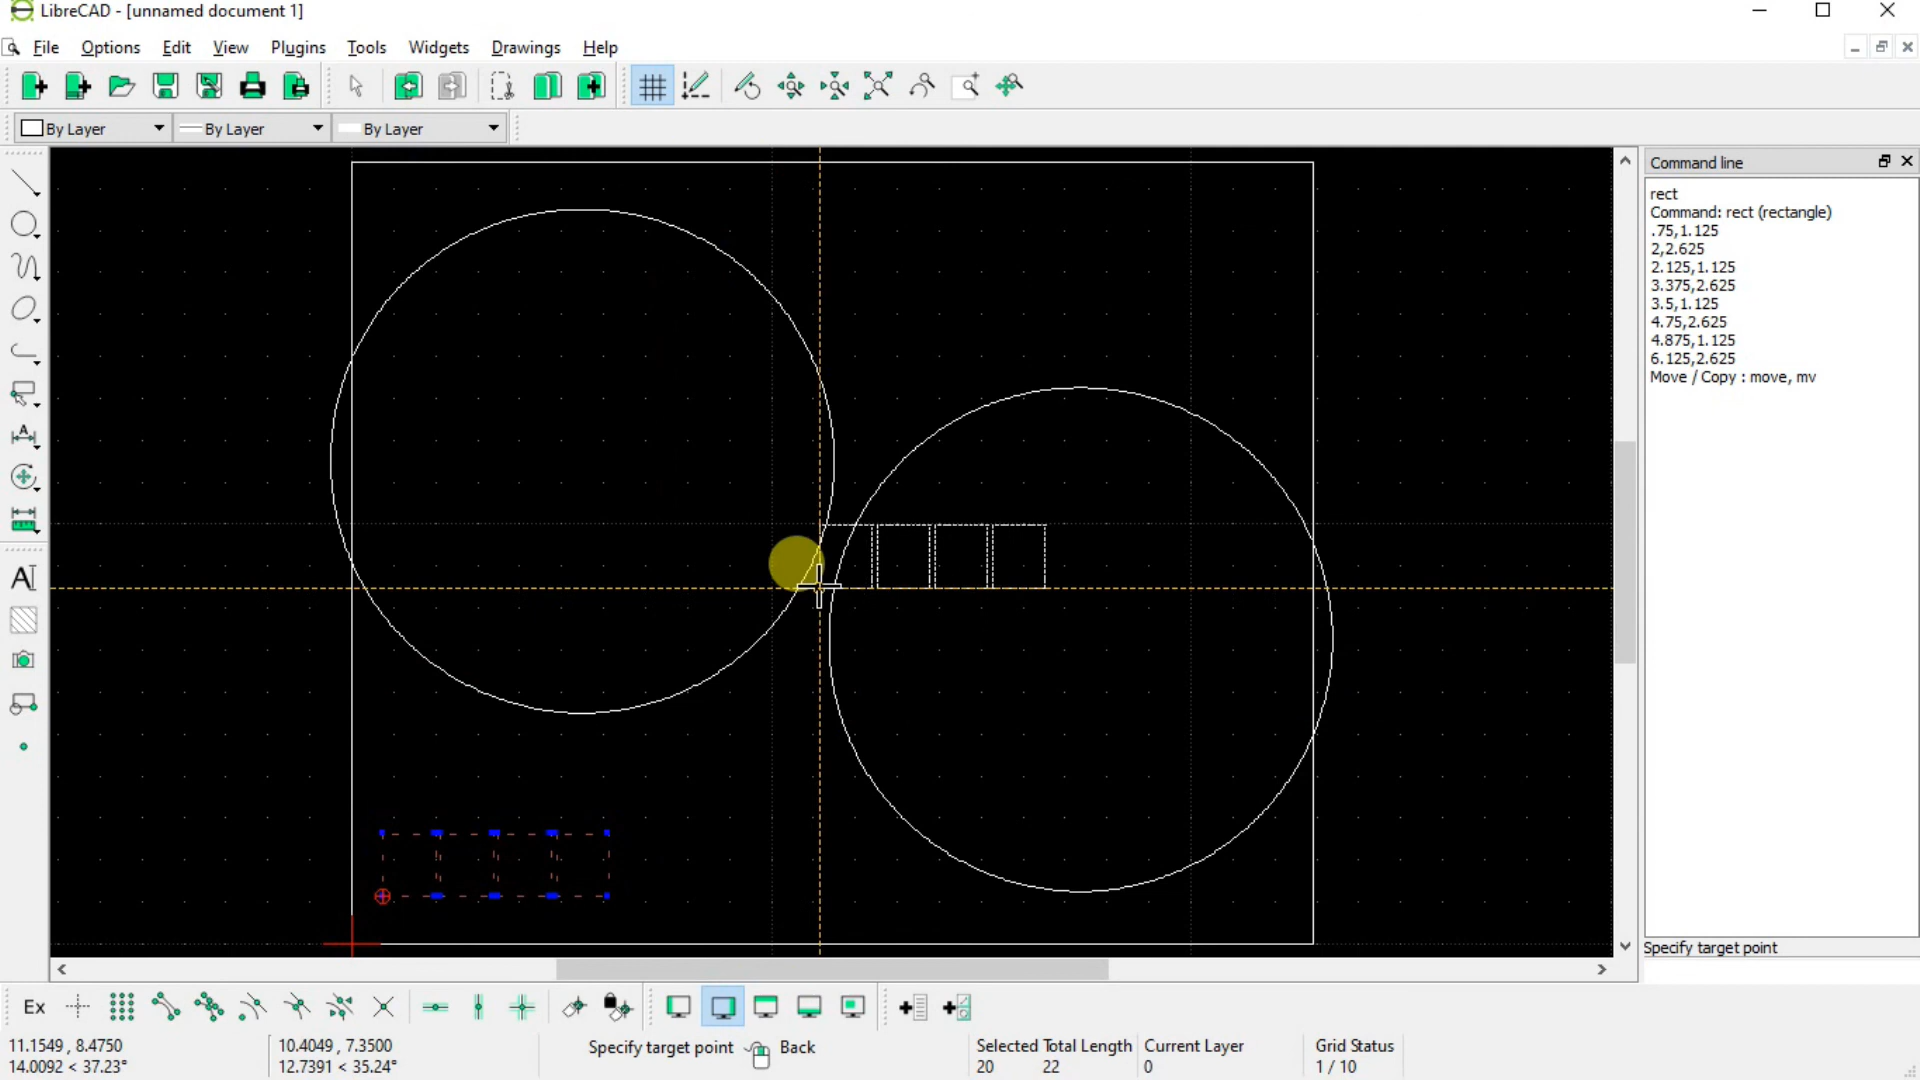 LibreCAD - [unnamed document 1]
File Options Edit View Plugins Tools Widgets Drawings Help
By Layer By Layer By Layer
Command line
rect
Command: rect (rectangle)
.75,1.125
2,2.625
2.125,1.125
3.375,2.625
3.5,1.125
4.75,2.625
4.875,1.125
6.125,2.625
Move / Copy : move, mv
Specify target point
A
Ex
11.1549 , 8.4750
14.0092 < 37.23°
10.4049 , 7.3500
12.7391 < 35.24°
Specify target point Back
Selected Total Length
20 22
Current Layer
0
Grid Status
1 / 10